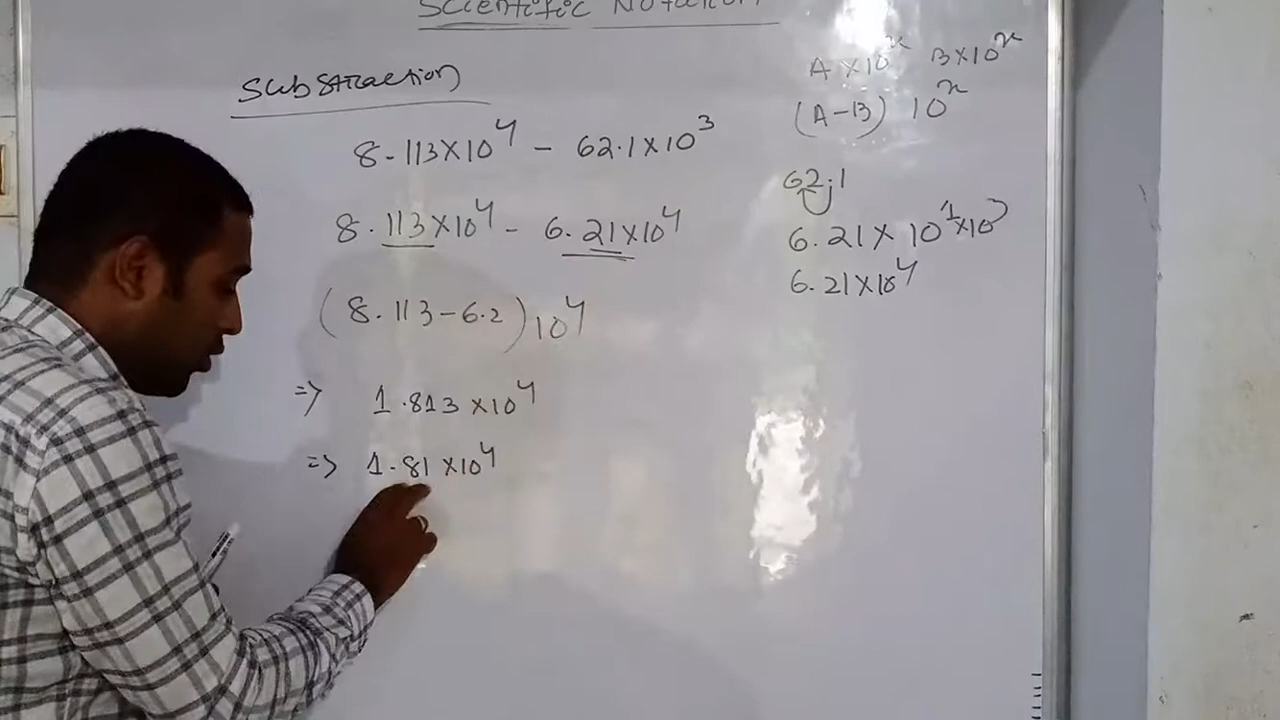 Scientific Notation
Substraction
8.113×10⁴ - 62.1×10³
8.113×10⁴ - 6.21×10⁴
(8.113-6.2)10⁴
=> 1.813×10⁴
=> 1.81×10⁴
A×10ˣ B×10ˣ
(A-B) 10ˣ
62.1
6.21×10¹×10³
6.21×10⁴